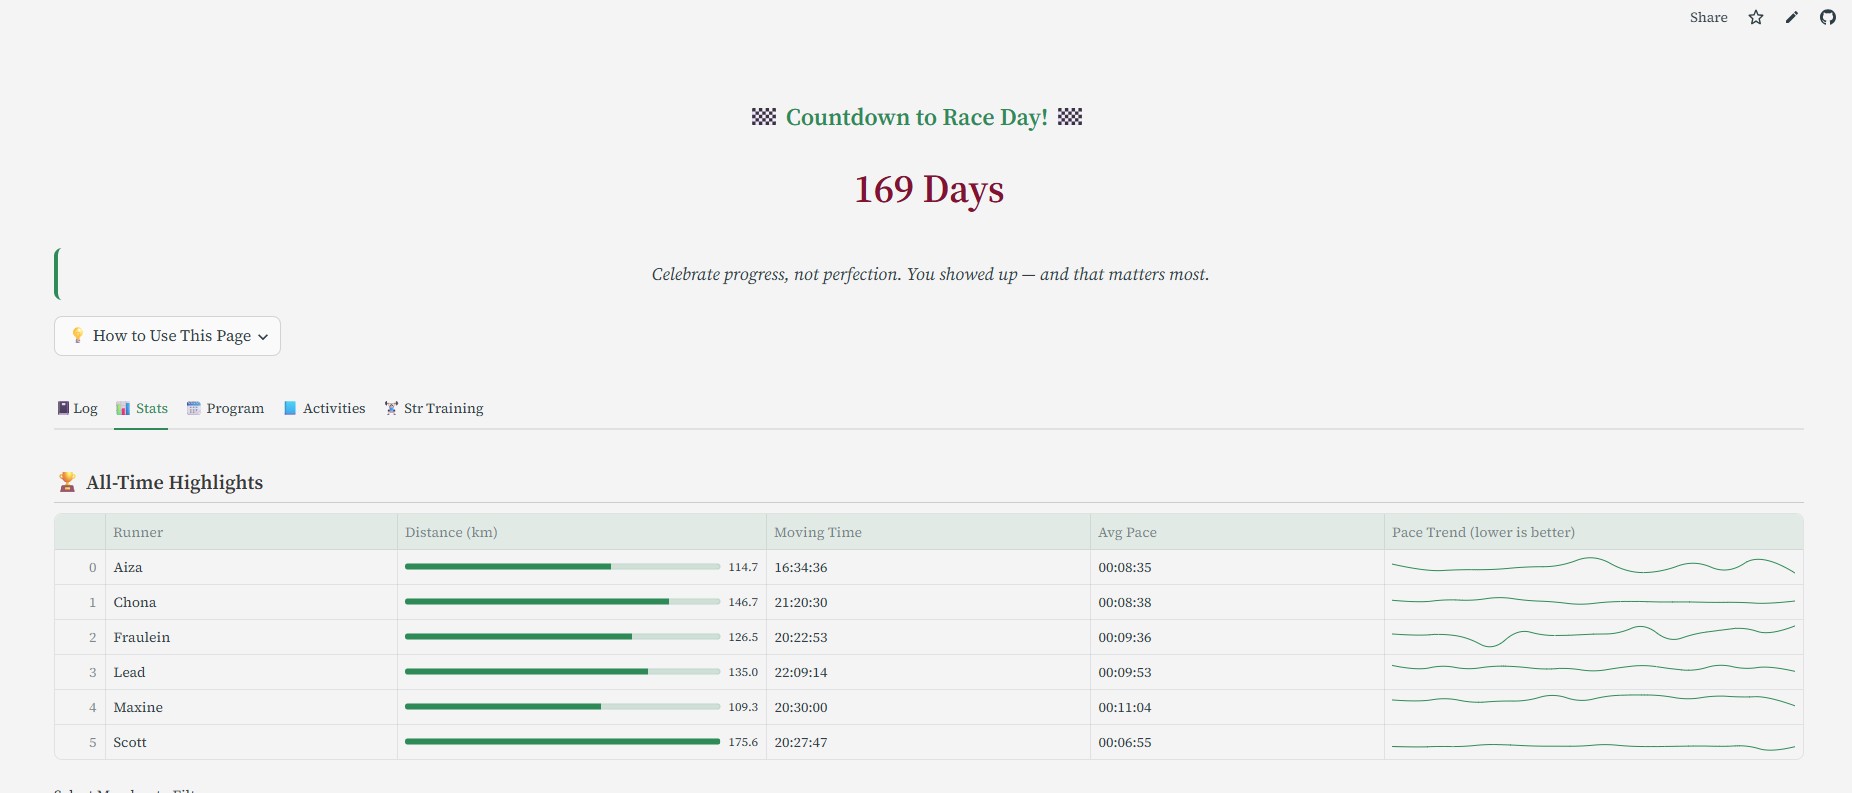 Share
Countdown to Race Day!
169 Days
Celebrate progress, not perfection. You showed up — and that matters most.
How to Use This Page
Log Stats Program Activities Str Training
All-Time Highlights
Runner Distance (km) Moving Time Avg Pace Pace Trend (lower is better)
0 Aiza 114.7 16:34:36 00:08:35
1 Chona 146.7 21:20:30 00:08:38
2 Fraulein 126.5 20:22:53 00:09:36
3 Lead 135.0 22:09:14 00:09:53
4 Maxine 109.3 20:30:00 00:11:04
5 Scott 175.6 20:27:47 00:06:55